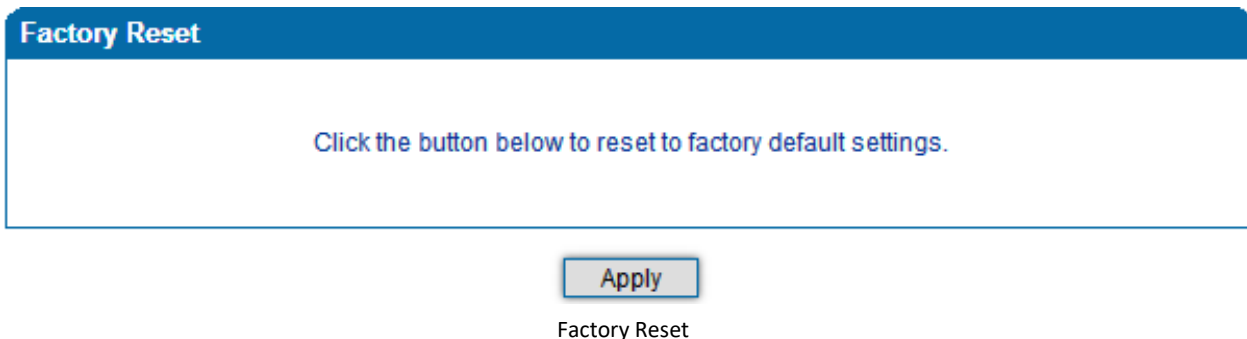 Factory Reset
Click the button below to reset to factory default settings.
Apply
Factory Reset